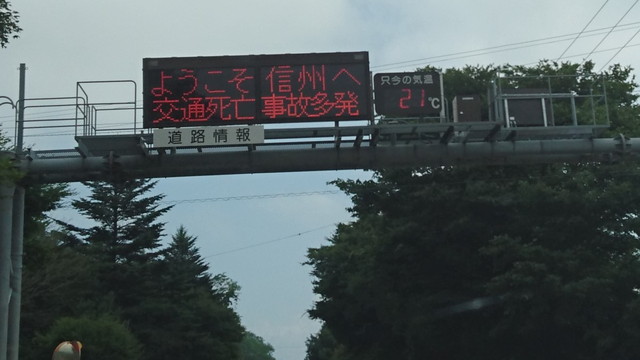 ようこそ 信州へ
交通死亡 事故多発
道路情報
只今の気温
21℃